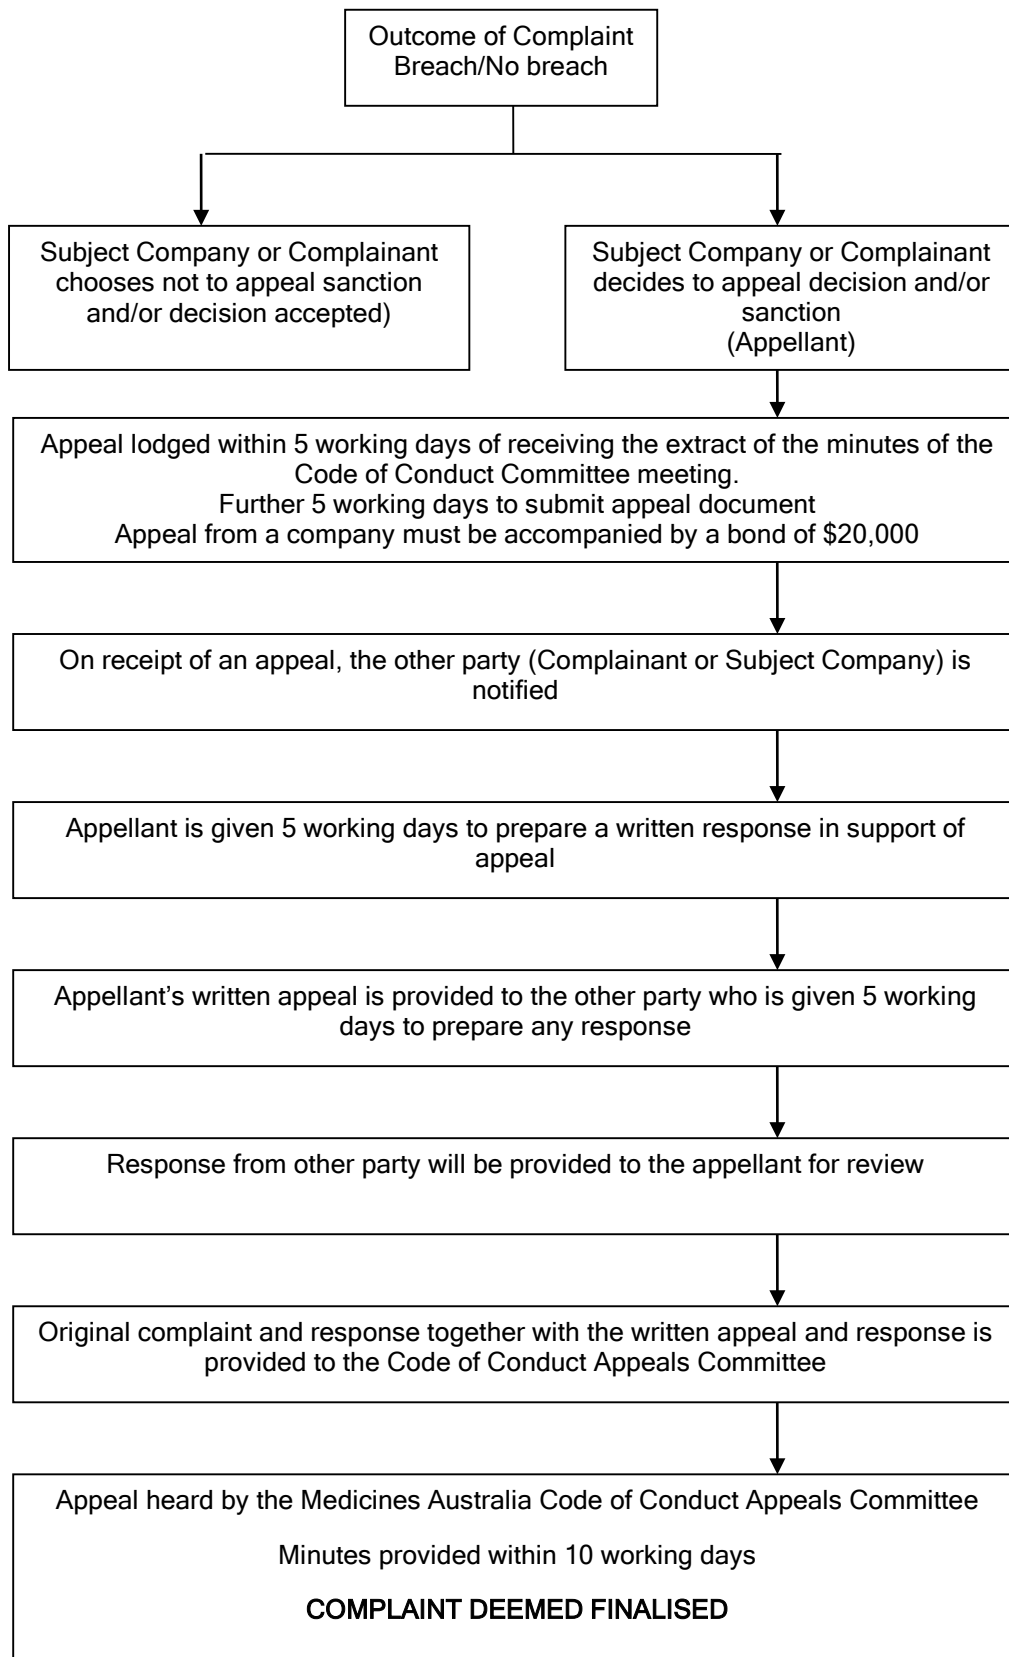 Outcome of Complaint
Breach/No breach
Subject Company or Complainant
chooses not to appeal sanction
and/or decision accepted)
Subject Company or Complainant
decides to appeal decision and/or
sanction
(Appellant)
Appeal lodged within 5 working days of receiving the extract of the minutes of the
Code of Conduct Committee meeting.
Further 5 working days to submit appeal document
Appeal from a company must be accompanied by a bond of $20,000
On receipt of an appeal, the other party (Complainant or Subject Company) is
notified
Appellant is given 5 working days to prepare a written response in support of
appeal
Appellant’s written appeal is provided to the other party who is given 5 working
days to prepare any response
Response from other party will be provided to the appellant for review
Original complaint and response together with the written appeal and response is
provided to the Code of Conduct Appeals Committee
Appeal heard by the Medicines Australia Code of Conduct Appeals Committee
Minutes provided within 10 working days
COMPLAINT DEEMED FINALISED